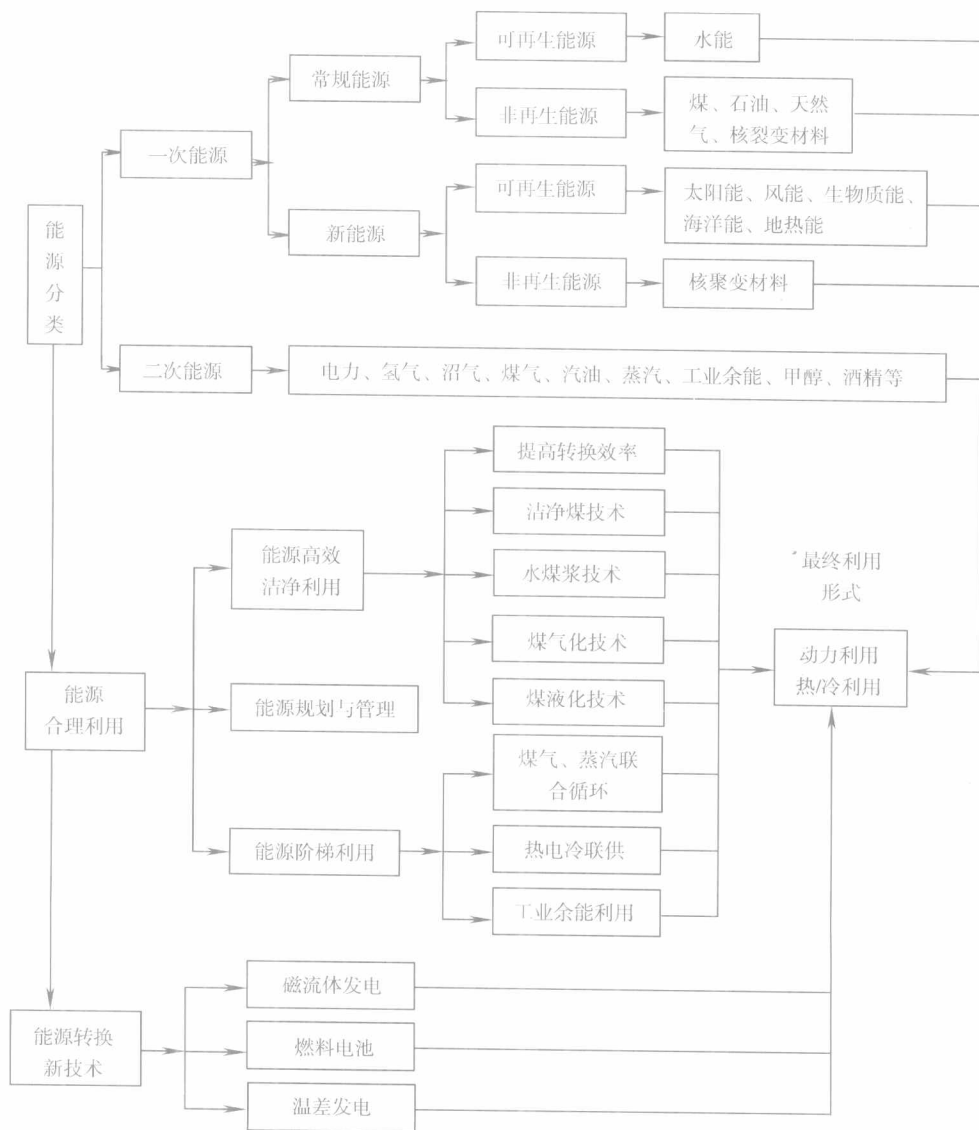 可再生能源
水能
常规能源
非再生能源
煤、石油、天然
气、核裂变材料
一次能源
可再生能源
太阳能、风能、生物质能、
海洋能、地热能
新能源
非再生能源
核聚变材料
能
源
分
类
二次能源
电力、氢气、沼气、煤气、汽油、蒸汽、工业余能、甲醇、酒精等
提高转换效率
洁净煤技术
能源高效
洁净利用
水煤浆技术
最终利用
形式
煤气化技术
动力利用
热/冷利用
能源
合理利用
能源规划与管理
煤液化技术
煤气、蒸汽联
合循环
能源阶梯利用
热电冷联供
工业余能利用
磁流体发电
能源转换
新技术
燃料电池
温差发电